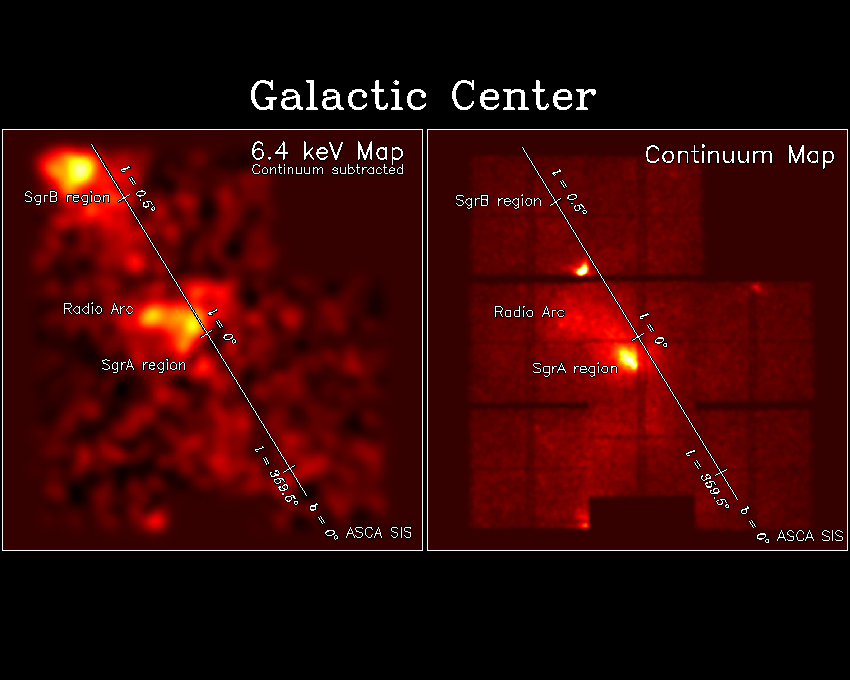 Galactic Center
6.4 keV Map
Continuum subtracted
l = 0.5°
SgrB region
Radio Arc
l = 0°
SgrA region
l = 359.5°
b = 0°
ASCA SIS
Continuum Map
l = 0.5°
SgrB region
Radio Arc
l = 0°
SgrA region
l = 359.5°
b = 0°
ASCA SIS